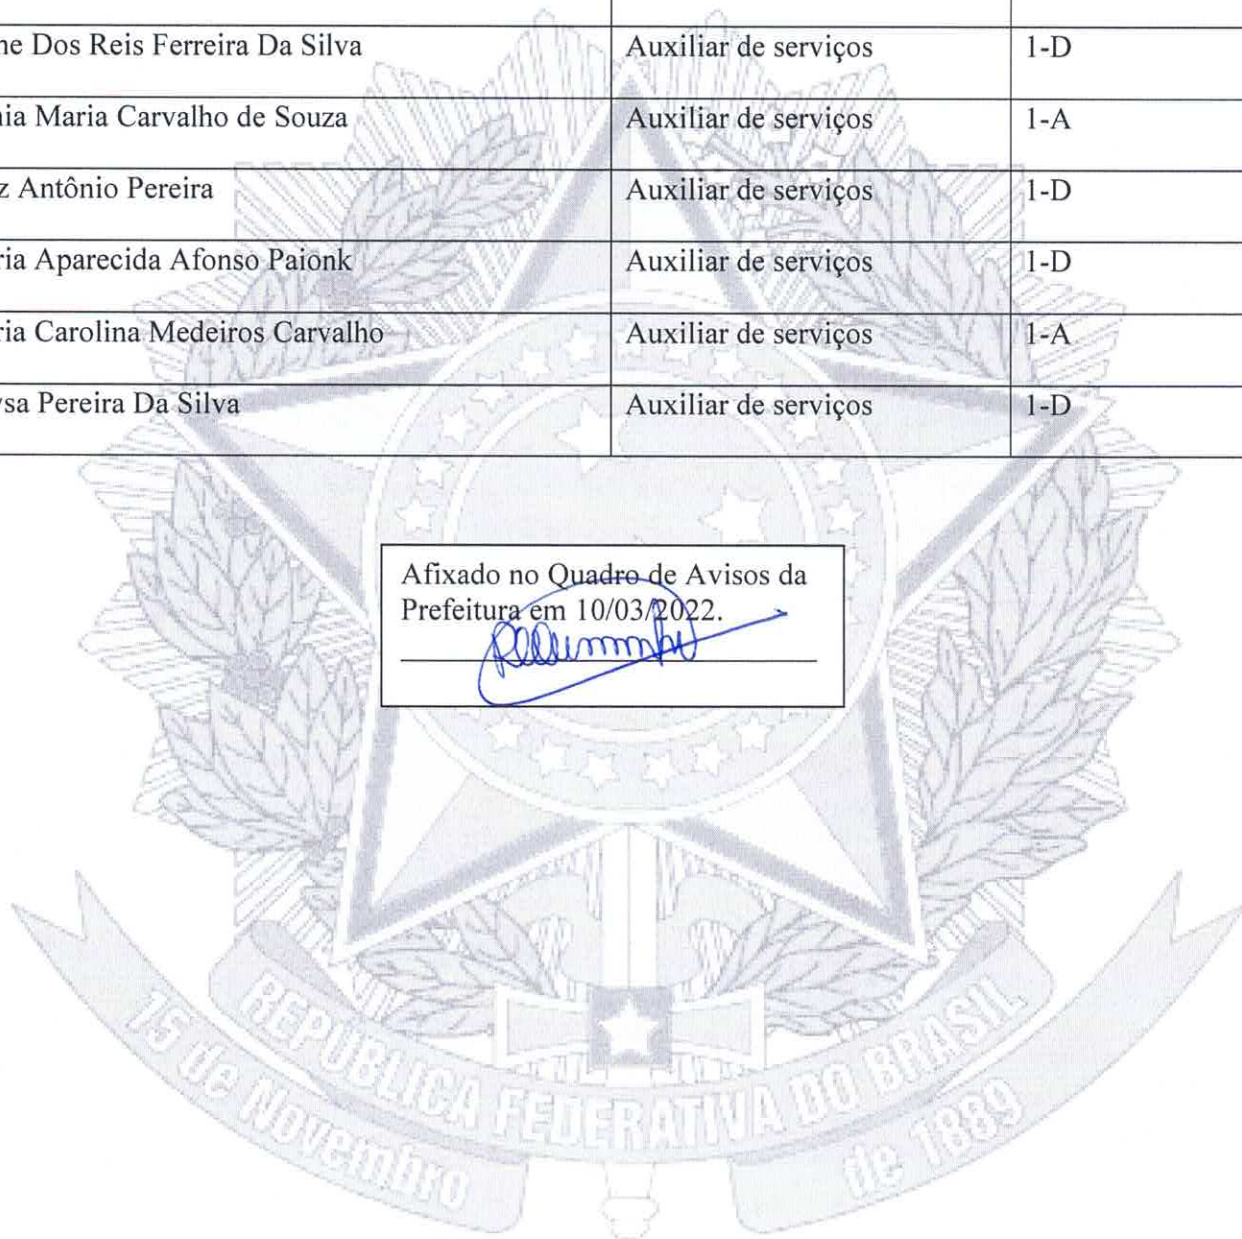 ne Dos Reis Ferreira Da Silva Auxiliar de serviços 1-D
nia Maria Carvalho de Souza Auxiliar de serviços 1-A
z Antônio Pereira Auxiliar de serviços 1-D
ria Aparecida Afonso Paionk Auxiliar de serviços 1-D
ria Carolina Medeiros Carvalho Auxiliar de serviços 1-A
sa Pereira Da Silva Auxiliar de serviços 1-D
Afixado no Quadro de Avisos da
Prefeitura em 10/03/2022.
REPÚBLICA FEDERATIVA DO BRASIL
15 de Novembro de 1889